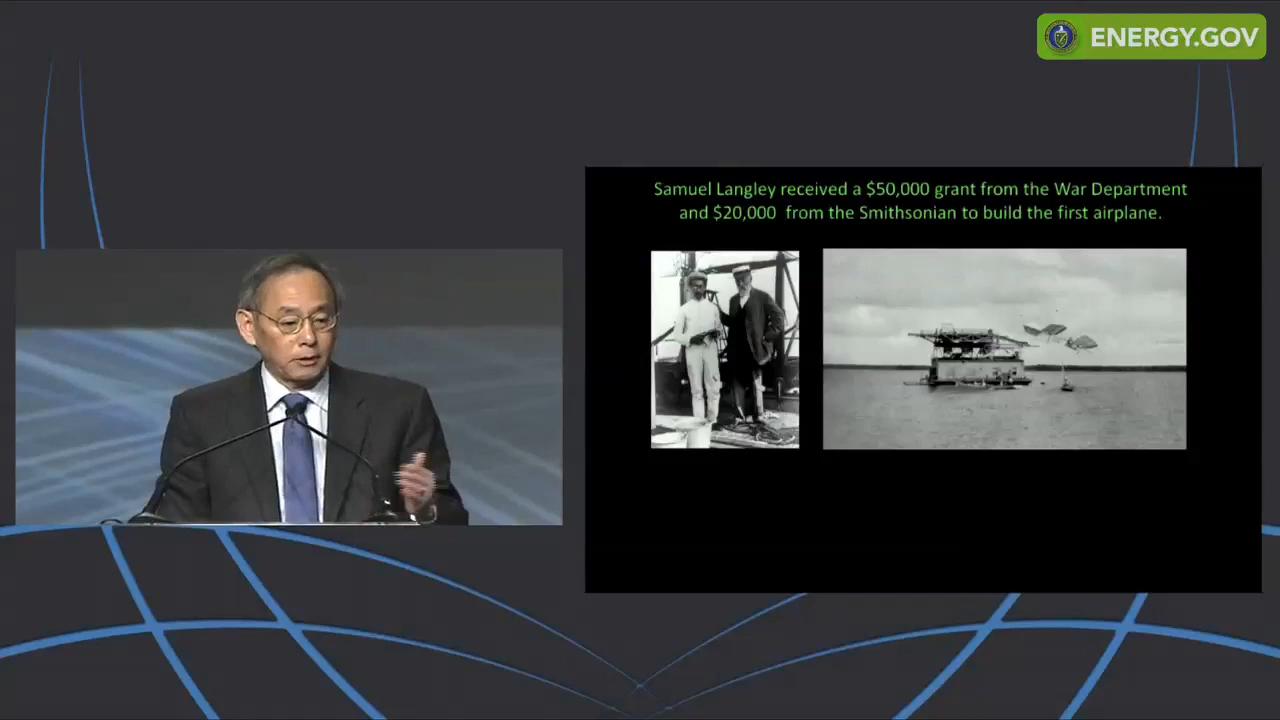 ENERGY.GOV
Samuel Langley received a $50,000 grant from the War Department
and $20,000 from the Smithsonian to build the first airplane.